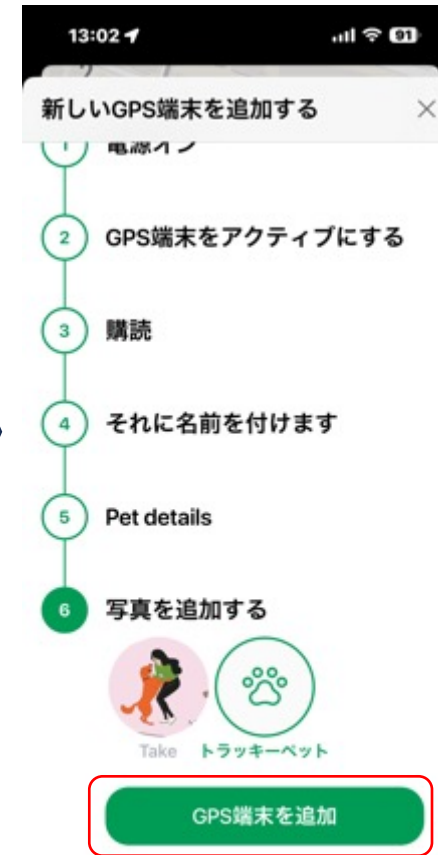 13:02
91
新しいGPS端末を追加する
1
電源オン
2
GPS端末をアクティブにする
3
購読
4
それに名前を付けます
5
Pet details
6
写真を追加する
Take トラッキーペット
GPS端末を追加